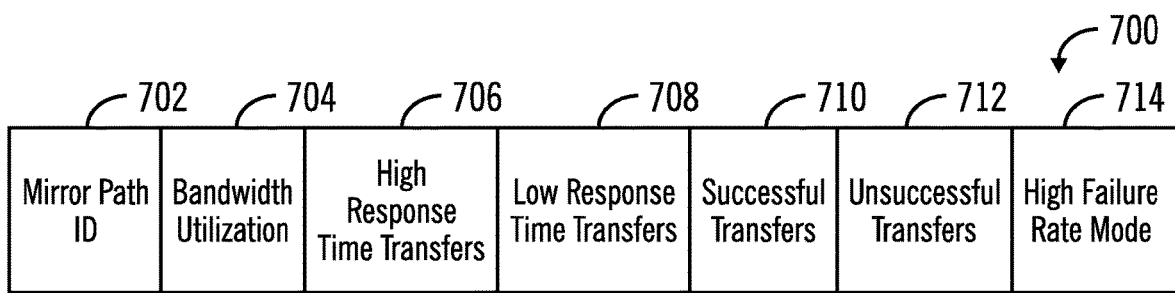 700
702
704
706
708
710
712
714
Mirror Path
ID
Bandwidth
Utilization
High
Response
Time Transfers
Low Response
Time Transfers
Successful
Transfers
Unsuccessful
Transfers
High Failure
Rate Mode